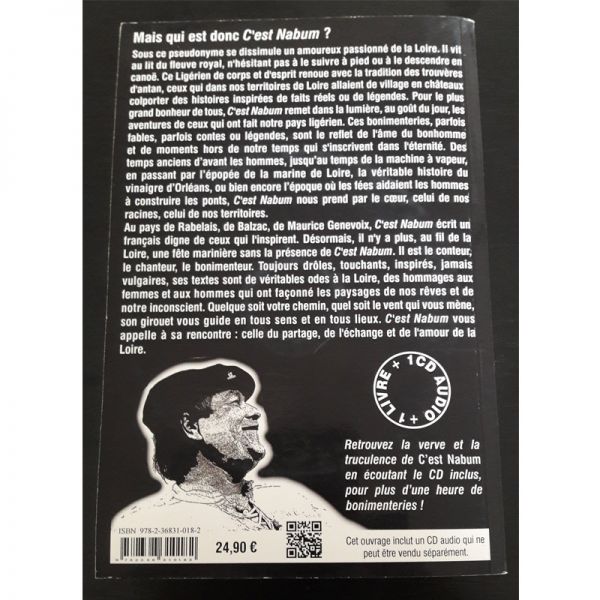 Mais qui est donc C'est Nabum ?
Sous ce pseudonyme se dissimule un amoureux passionné de la Loire. Il vit
au lit du fleuve royal, n'hésitant pas à le suivre à pied ou à le descendre en
canoë. Ce Ligérien de corps et d'esprit renoue avec la tradition des trouvères
d'antan, ceux qui dans nos territoires de Loire allaient de village en châteaux
colporter des histoires inspirées de faits réels ou de légendes. Pour le plus
grand bonheur de tous, C'est Nabum remet dans la lumière, au goût du jour, les
aventures de ceux qui ont fait notre pays ligérien. Ces bonimenteries, parfois
fables, parfois contes ou légendes, sont le reflet de l'âme du bonhomme
et de moments hors de notre temps qui s'inscrivent dans l'éternité. Des
temps anciens d'avant les hommes, jusqu'au temps de la machine à vapeur,
en passant par l'épopée de la marine de Loire, la véritable histoire du
vinaigre d'Orléans, ou bien encore l'époque où les fées aidaient les hommes
à construire les ponts, C'est Nabum nous prend par le cœur, celui de nos
racines, celui de nos territoires.
Au pays de Rabelais, de Balzac, de Maurice Genevoix, C'est Nabum écrit un
français digne de ceux qui l'inspirent. Désormais, il n'y a plus, au fil de la
Loire, une fête marinière sans la présence de C'est Nabum. Il est le conteur,
le chanteur, le bonimenteur. Toujours drôles, touchants, inspirés, jamais
vulgaires, ses textes sont de véritables odes à la Loire, des hommages aux
femmes et aux hommes qui ont façonné les paysages de nos rêves et de
notre inconscient. Quelque soit votre chemin, quel soit le vent qui vous mène,
son girouet vous guide en tous sens et en tous lieux. C'est Nabum vous
appelle à sa rencontre : celle du partage, de l'échange et de l'amour de la
Loire.
1 LIVRE + 1CD AUDIO +
Retrouvez la verve et la
truculence de C'est Nabum
en écoutant le CD inclus,
pour plus d'une heure de
bonimenteries !
ISBN 978-2-36831-018-2
24,90 €
Cet ouvrage inclut un CD audio qui ne
peut être vendu séparément.